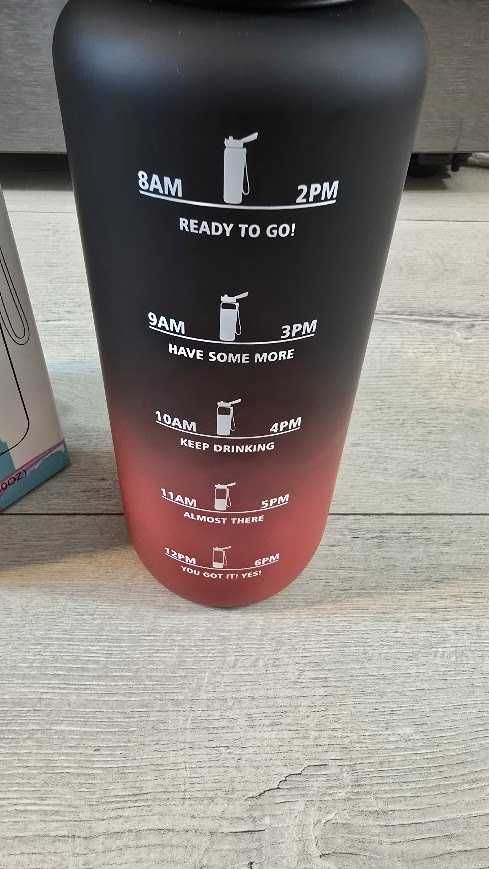 8AM 2PM
READY TO GO!
9AM 3PM
HAVE SOME MORE
10AM 4PM
KEEP DRINKING
11AM 5PM
ALMOST THERE
12PM 6PM
YOU GOT IT! YES!